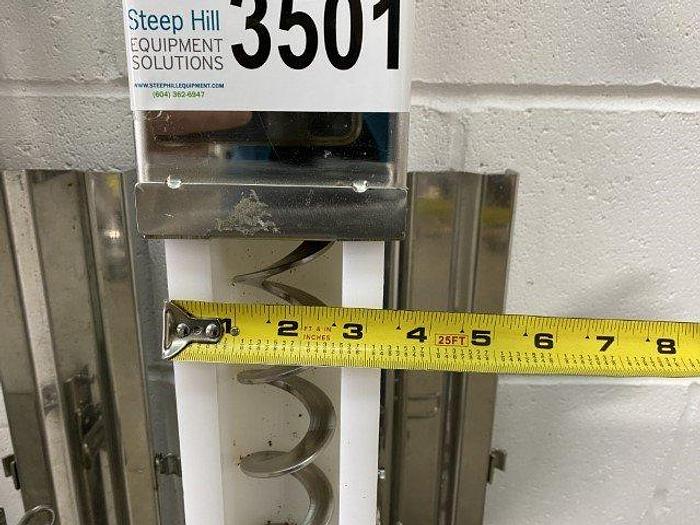 Steep Hill
EQUIPMENT
SOLUTIONS
3501
WWW.STEEPHILLEQUIPMENT.COM
(604) 362-6947
1 2 FT & IN INCHES 3 4 25FT 5 6 7 8